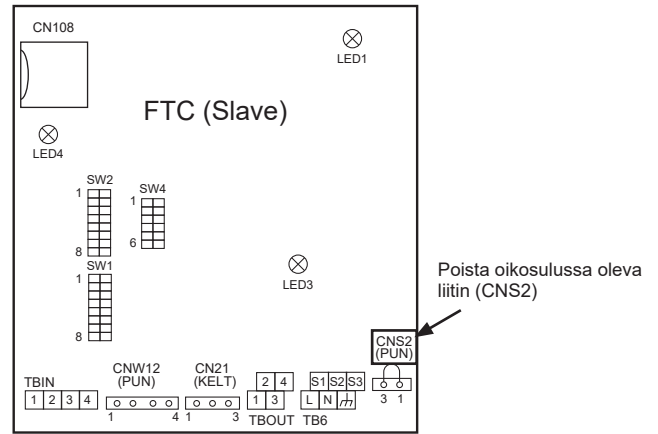 CN108
LED1
FTC (Slave)
LED4
SW2
1
8
SW4
1
6
SW1
1
8
LED3
Poista oikosulussa oleva
liitin (CNS2)
CNS2
(PUN)
3 1
TBIN
1 2 3 4
CNW12
(PUN)
1 4
CN21
(KELT)
1 3
2 4
1 3
TBOUT
S1 S2 S3
L N
TB6